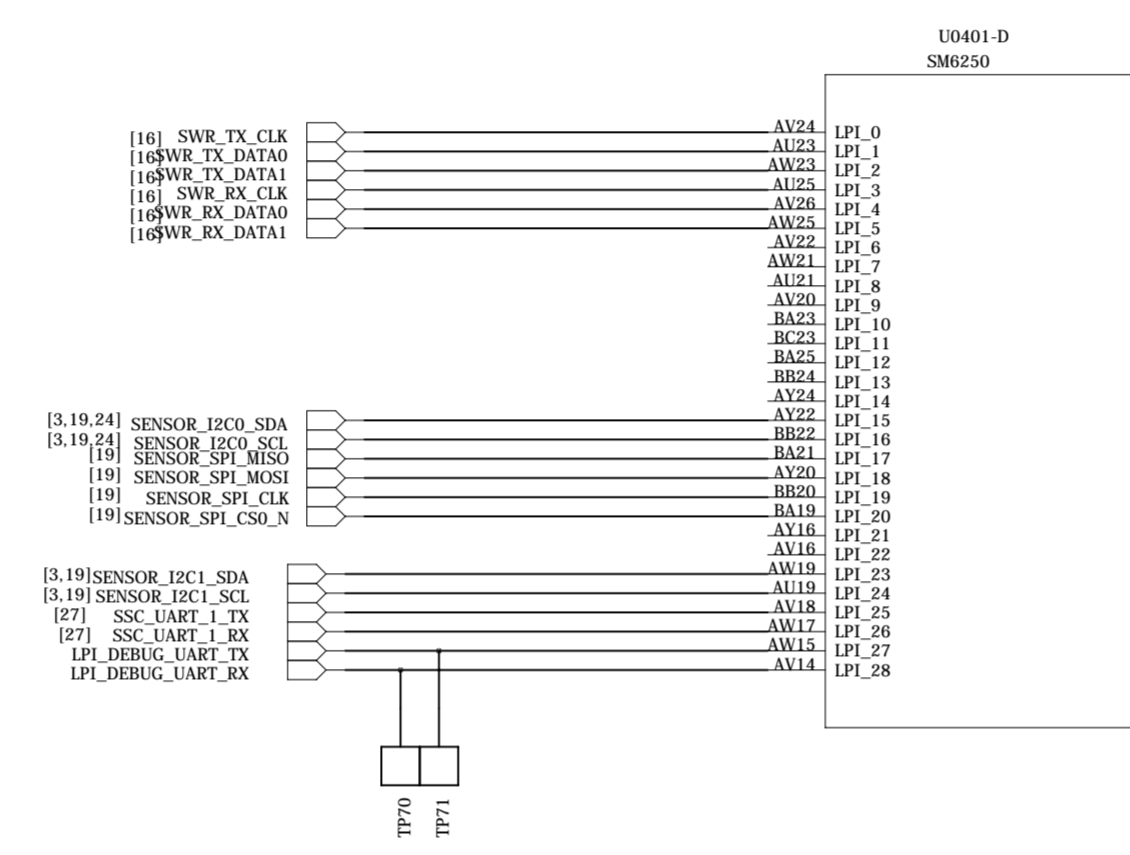 U0401-D
SM6250
[16] SWR_TX_CLK AV24 LPI_0
[16] SWR_TX_DATA0 AU23 LPI_1
[16] SWR_TX_DATA1 AW23 LPI_2
[16] SWR_RX_CLK AU25 LPI_3
[16] SWR_RX_DATA0 AV26 LPI_4
[16] SWR_RX_DATA1 AW25 LPI_5
AV22 LPI_6
AW21 LPI_7
AU21 LPI_8
AV20 LPI_9
BA23 LPI_10
BC23 LPI_11
BA25 LPI_12
BB24 LPI_13
AY24 LPI_14
[3,19,24] SENSOR_I2C0_SDA AY22 LPI_15
[3,19,24] SENSOR_I2C0_SCL BB22 LPI_16
[19] SENSOR_SPI_MISO BA21 LPI_17
[19] SENSOR_SPI_MOSI AY20 LPI_18
[19] SENSOR_SPI_CLK BB20 LPI_19
[19] SENSOR_SPI_CS0_N BA19 LPI_20
AY16 LPI_21
AV16 LPI_22
[3,19] SENSOR_I2C1_SDA AW19 LPI_23
[3,19] SENSOR_I2C1_SCL AU19 LPI_24
[27] SSC_UART_1_TX AV18 LPI_25
[27] SSC_UART_1_RX AW17 LPI_26
LPI_DEBUG_UART_TX AW15 LPI_27
LPI_DEBUG_UART_RX AV14 LPI_28
TP70
TP71